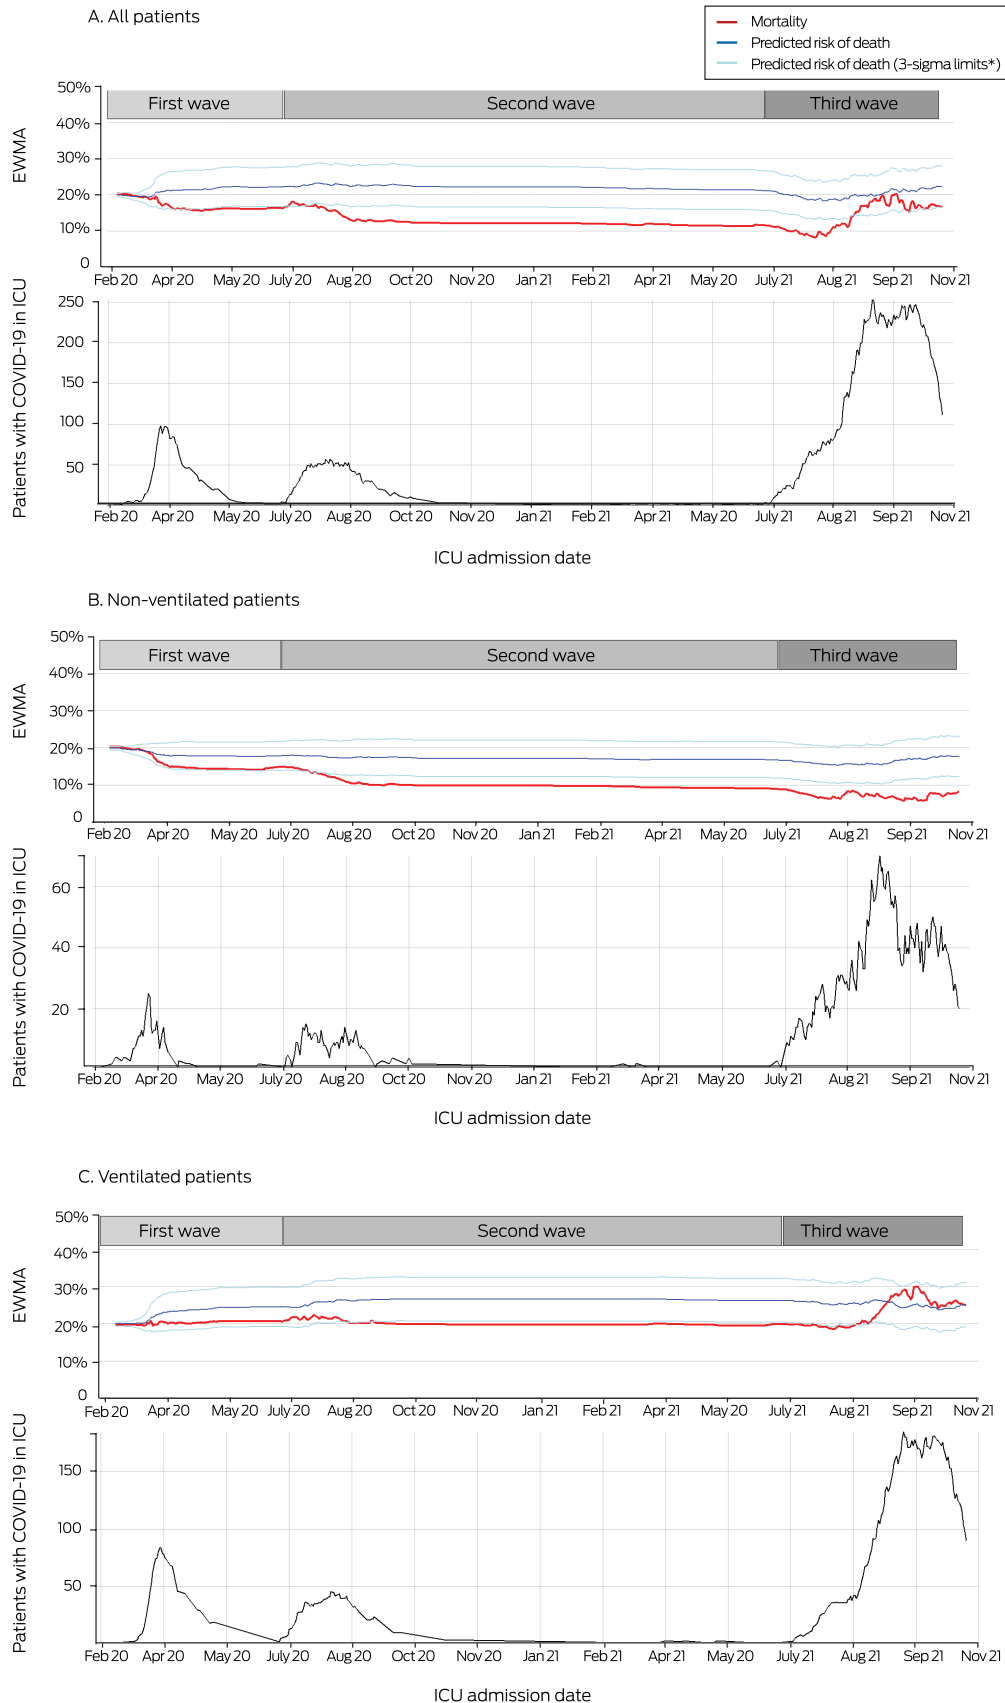 A. All patients
Mortality
Predicted risk of death
Predicted risk of death (3-sigma limits*)
EWMA
50%
40%
30%
20%
10%
0
First wave Second wave Third wave
Feb 20 Apr 20 May 20 July 20 Aug 20 Oct 20 Nov 20 Jan 21 Feb 21 Apr 21 May 21 July 21 Aug 21 Sep 21 Nov 21
Patients with COVID-19 in ICU
250
200
150
100
50
Feb 20 Apr 20 May 20 July 20 Aug 20 Oct 20 Nov 20 Jan 21 Feb 21 Apr 21 May 21 July 21 Aug 21 Sep 21 Nov 21
ICU admission date
B. Non-ventilated patients
EWMA
50%
40%
30%
20%
10%
0
First wave Second wave Third wave
Feb 20 Apr 20 May 20 July 20 Aug 20 Oct 20 Nov 20 Jan 21 Feb 21 Apr 21 May 20 July 21 Aug 21 Sep 21 Nov 21
Patients with COVID-19 in ICU
60
40
20
Feb 20 Apr 20 May 20 July 20 Aug 20 Oct 20 Nov 20 Jan 21 Feb 21 Apr 21 May 21 July 21 Aug 21 Sep 21 Nov 21
ICU admission date
C. Ventilated patients
EWMA
50%
40%
30%
20%
10%
0
First wave Second wave Third wave
Feb 20 Apr 20 May 20 July 20 Aug 20 Oct 20 Nov 20 Jan 21 Feb 21 Apr 21 May 20 July 21 Aug 21 Sep 21 Nov 21
Patients with COVID-19 in ICU
150
100
50
Feb 20 Apr 20 May 20 July 20 Aug 20 Oct 20 Nov 20 Jan 21 Feb 21 Apr 21 May 21 July 21 Aug 21 Sep 21 Nov 21
ICU admission date